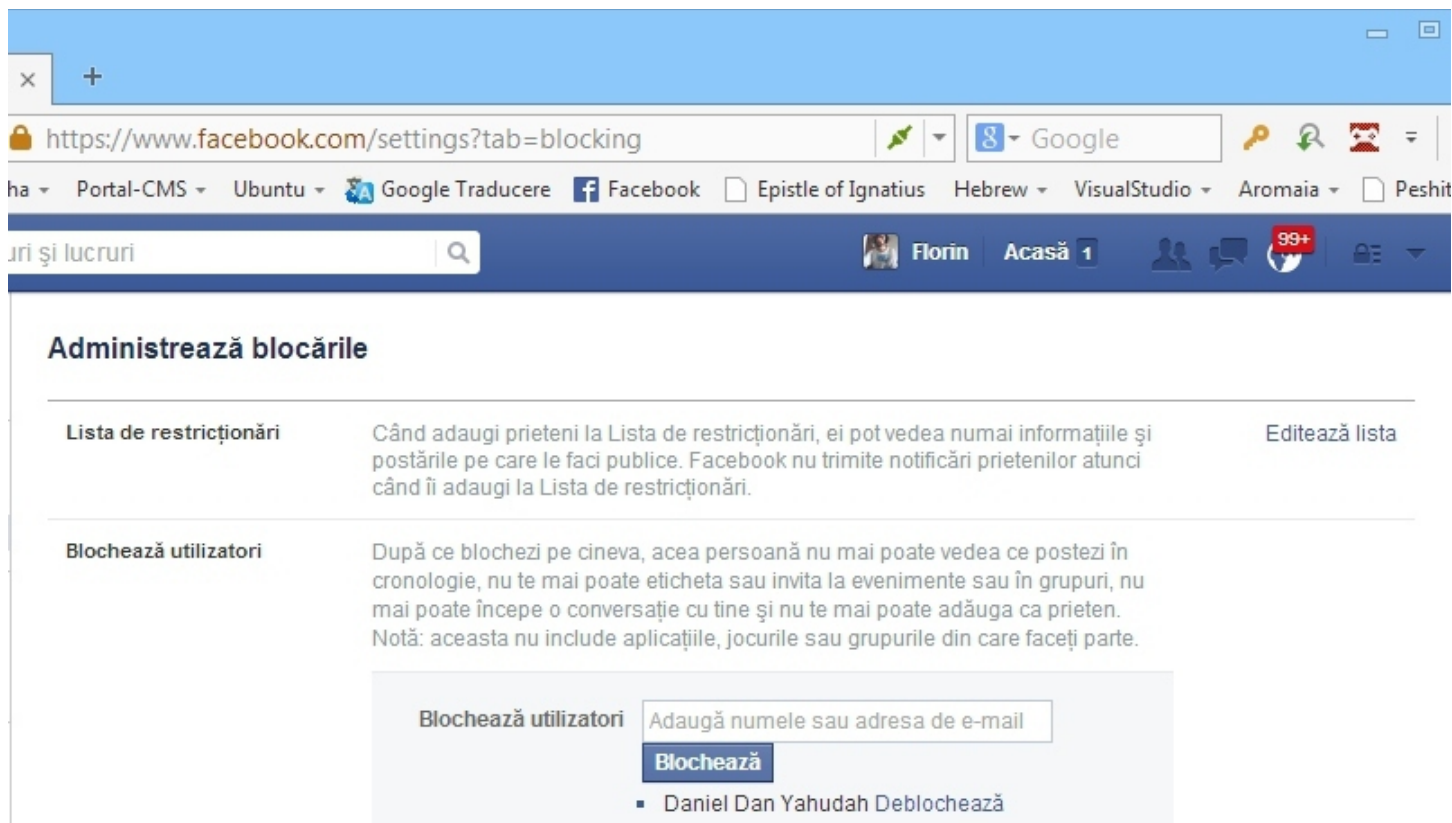 https://www.facebook.com/settings?tab=blocking
Google
Portal-CMS Ubuntu Google Traducere Facebook Epistle of Ignatius Hebrew VisualStudio Aromaia
şi lucruri
Florin Acasă 1 99+
Administrează blocările
Lista de restricționări
Când adaugi prieteni la Lista de restricționări, ei pot vedea numai informațiile şi
postările pe care le faci publice. Facebook nu trimite notificări prietenilor atunci
când îi adaugi la Lista de restricționări.
Editează lista
Blochează utilizatori
După ce blochezi pe cineva, acea persoană nu mai poate vedea ce postezi în
cronologie, nu te mai poate eticheta sau invita la evenimente sau în grupuri, nu
mai poate începe o conversație cu tine şi nu te mai poate adăuga ca prieten.
Notă: aceasta nu include aplicațiile, jocurile sau grupurile din care faceți parte.
Blochează utilizatori Adaugă numele sau adresa de e-mail
Blochează
Daniel Dan Yahudah Deblochează